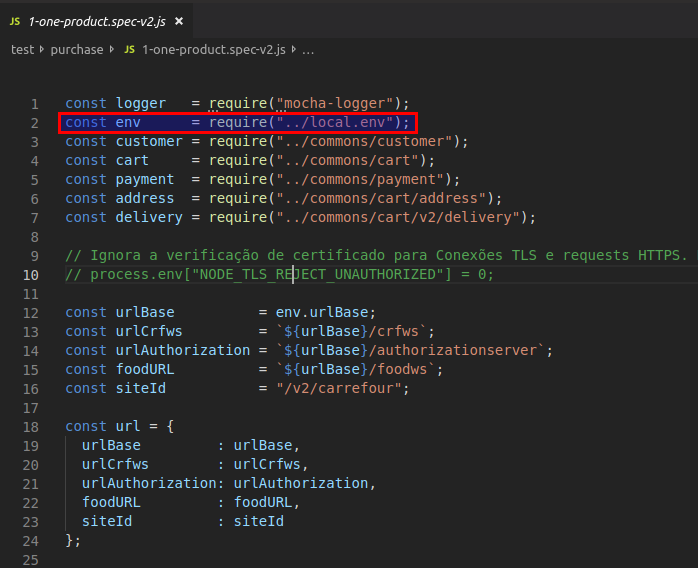 JS 1-one-product.spec-v2.js ×
test > purchase > JS 1-one-product.spec-v2.js > ...
1 const logger   = require("mocha-logger");
2 const env      = require("../local.env");
3 const customer = require("../commons/customer");
4 const cart     = require("../commons/cart");
5 const payment  = require("../commons/payment");
6 const address  = require("../commons/cart/address");
7 const delivery = require("../commons/cart/v2/delivery");
8
9 // Ignora a verificação de certificado para Conexões TLS e requests HTTPS.
10 // process.env["NODE_TLS_REJECT_UNAUTHORIZED"] = 0;
11
12 const urlBase          = env.urlBase;
13 const urlCrfws         = `${urlBase}/crfws`;
14 const urlAuthorization = `${urlBase}/authorizationserver`;
15 const foodURL          = `${urlBase}/foodws`;
16 const siteId           = "/v2/carrefour";
17
18 const url = {
19   urlBase         : urlBase,
20   urlCrfws        : urlCrfws,
21   urlAuthorization: urlAuthorization,
22   foodURL         : foodURL,
23   siteId          : siteId
24 };
25